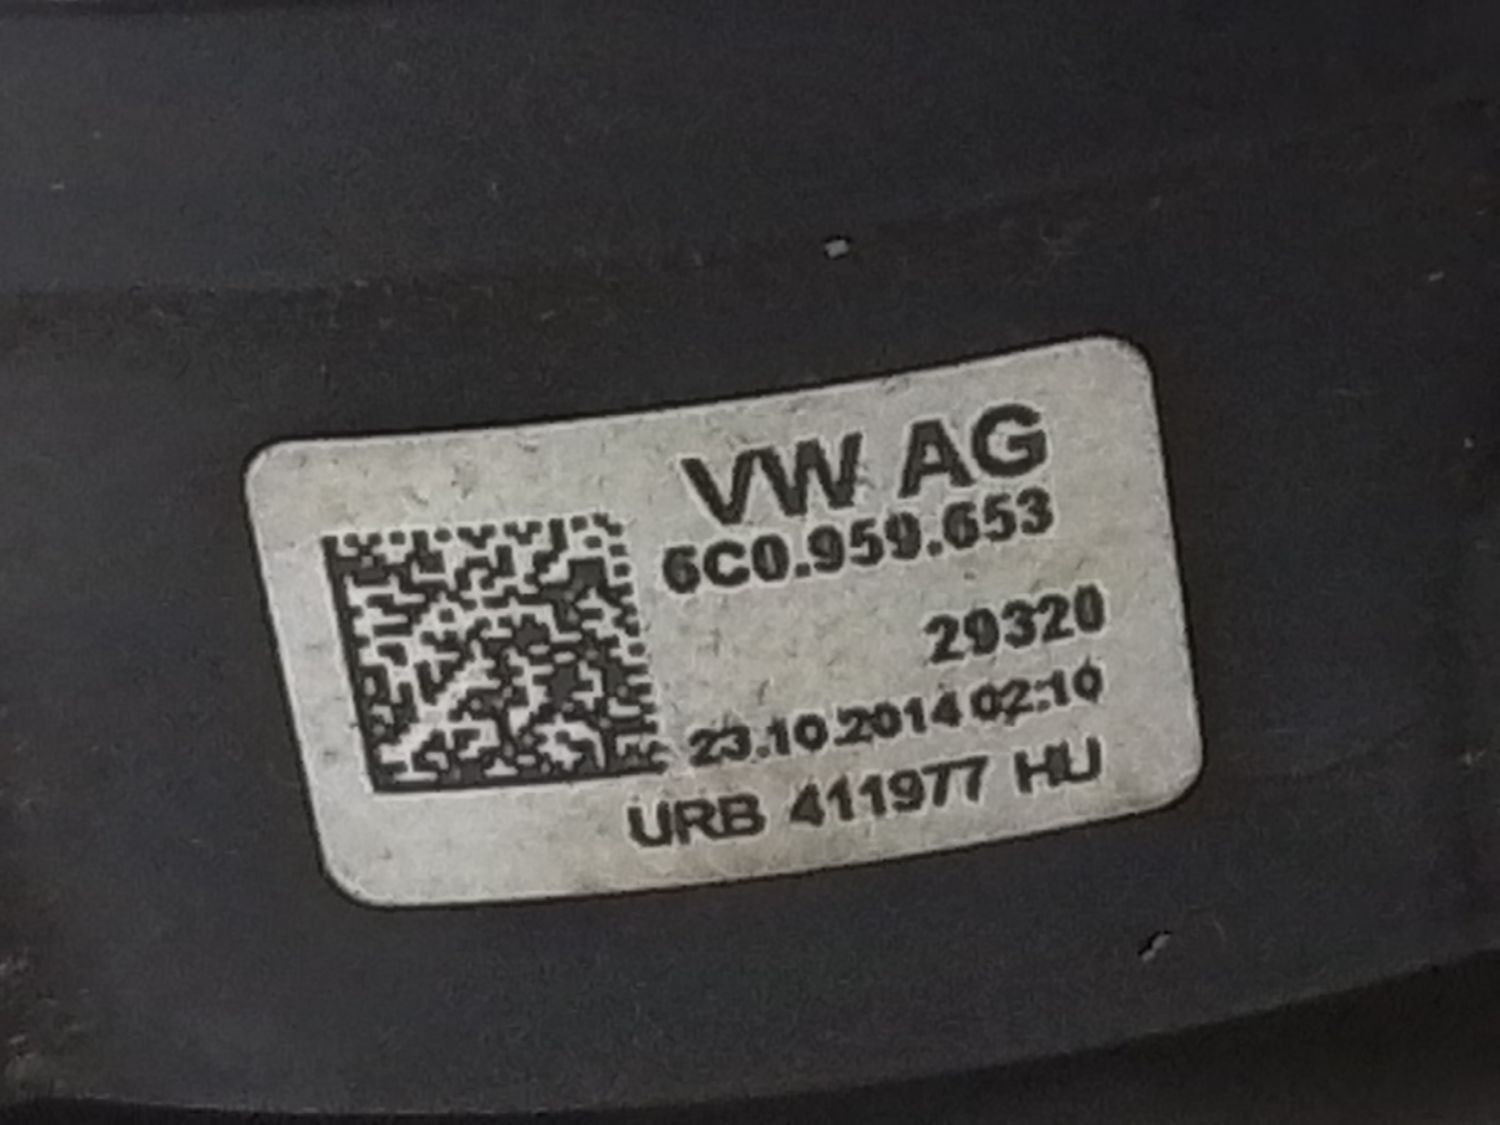 VW AG
6C0.959.653
29320
23.10.2014 02:10
URB 411977 HU